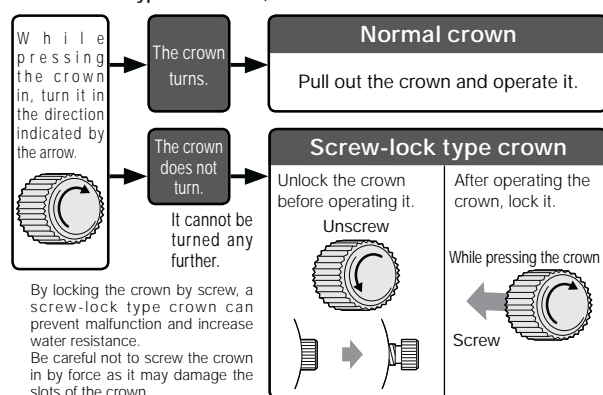 While
pressing
the crown
in, turn it in
the direction
indicated by
the arrow.
The crown
turns.
Normal crown
Pull out the crown and operate it.
The crown
does not
turn.
It cannot be
turned any
further.
Screw-lock type crown
Unlock the crown
before operating it.
Unscrew
After operating the
crown, lock it.
While pressing the crown
Screw
By locking the crown by screw, a
screw-lock type crown can
prevent malfunction and increase
water resistance.
Be careful not to screw the crown
in by force as it may damage the
slots of the crown.